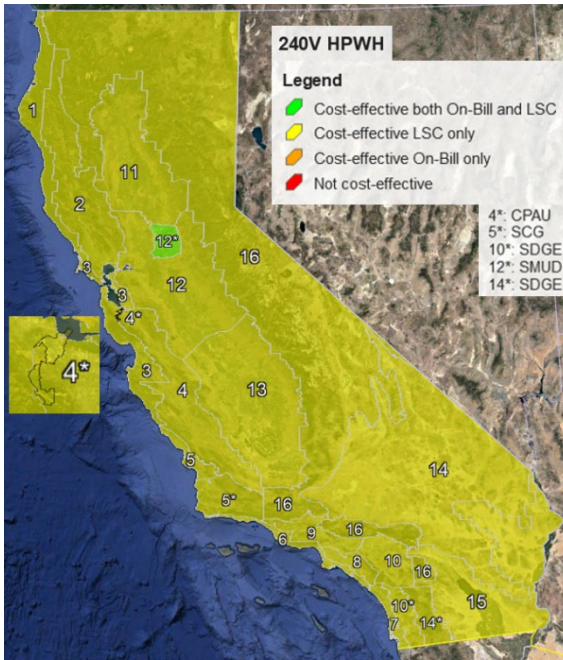 240V HPWH
Legend
Cost-effective both On-Bill and LSC
Cost-effective LSC only
Cost-effective On-Bill only
Not cost-effective
4*: CPAU
5*: SCG
10*: SDGE
12*: SMUD
14*: SDGE
1
11
2
12*
16
3
12
3
4*
4*
3
4
13
14
5
5*
16
6
9
16
8
10
16
15
10*
7
14*